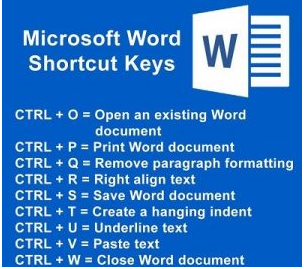 Microsoft Word
Shortcut Keys
W
CTRL + O = Open an existing Word
document
CTRL + P = Print Word document
CTRL + Q = Remove paragraph formatting
CTRL + R = Right align text
CTRL + S = Save Word document
CTRL + T = Create a hanging indent
CTRL + U = Underline text
CTRL + V = Paste text
CTRL + W = Close Word document